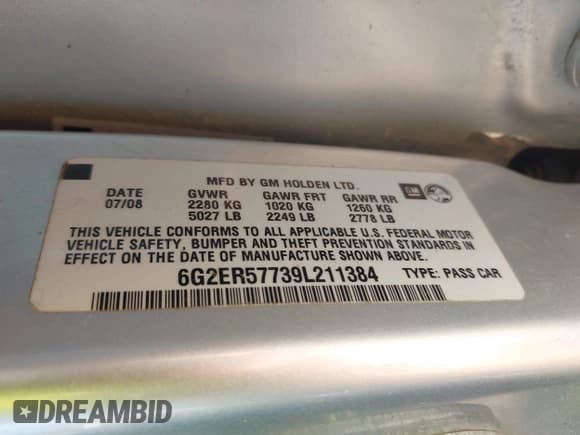 MFD BY GM HOLDEN LTD.
GM
DATE GVWR GAWR FRT GAWR RR
07/08 2280 KG 1020 KG 1260 KG
5027 LB 2249 LB 2778 LB
THIS VEHICLE CONFORMS TO ALL APPLICABLE U.S. FEDERAL MOTOR
VEHICLE SAFETY, BUMPER AND THEFT PREVENTION STANDARDS IN
EFFECT ON THE DATE OF MANUFACTURE SHOWN ABOVE.
6G2ER57739L211384 TYPE: PASS CAR
DREAMBID